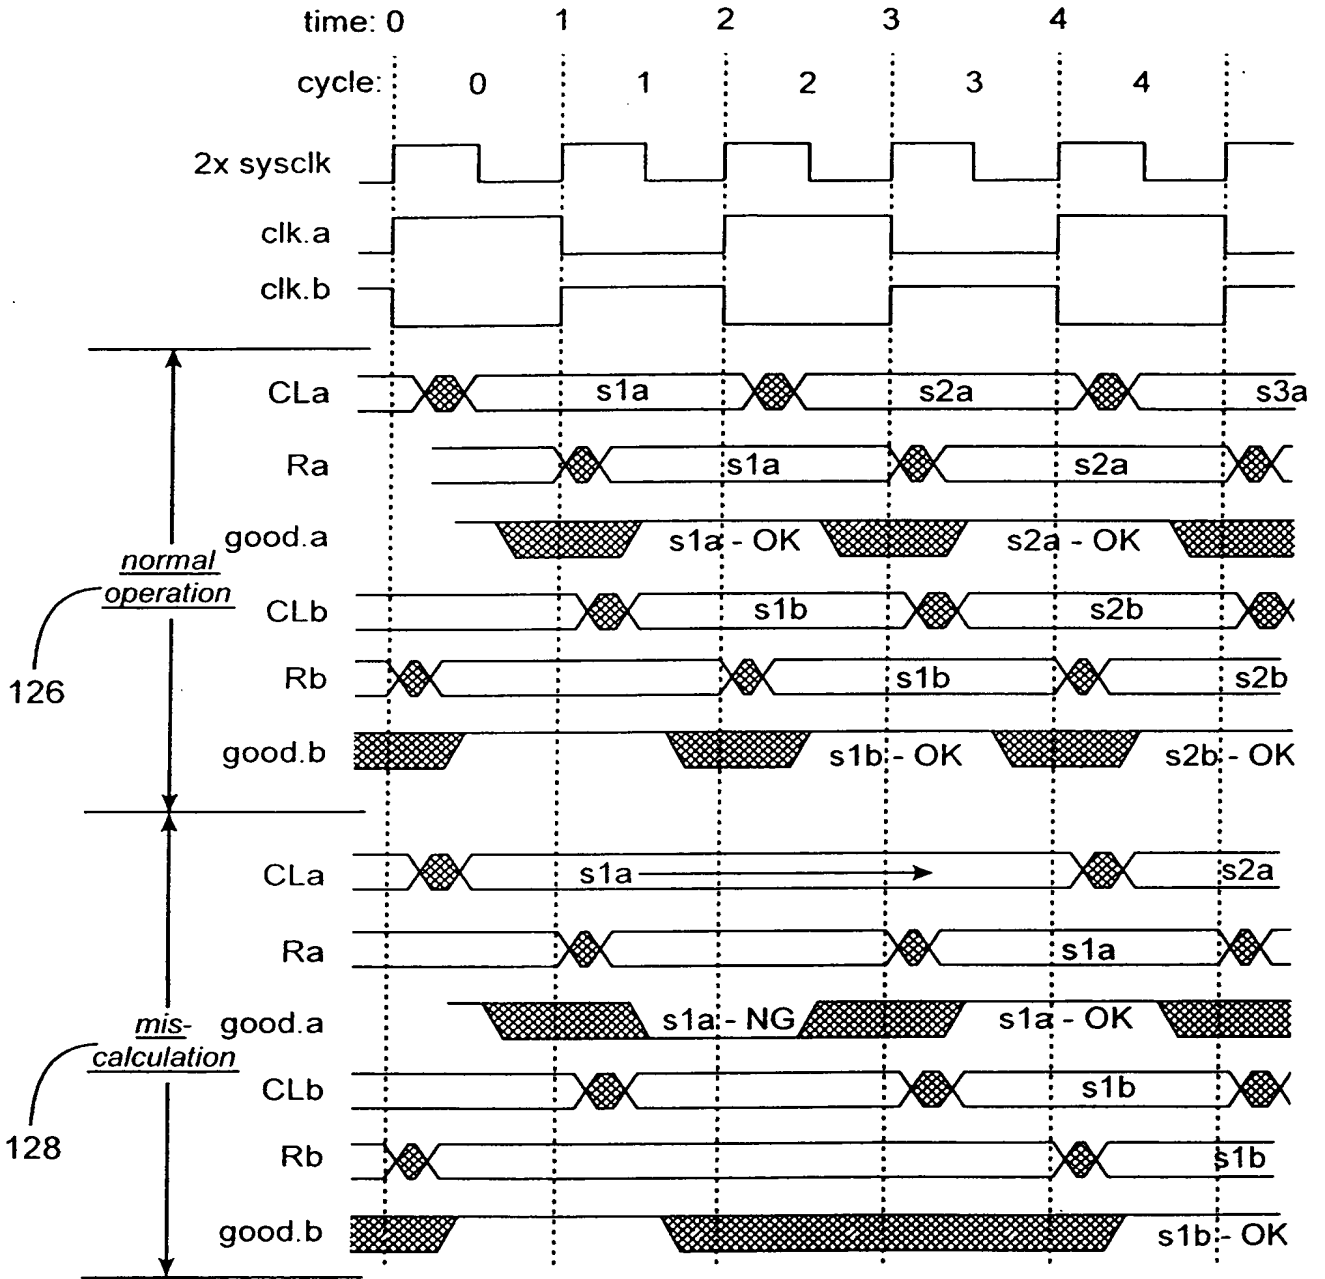 time: 0 1 2 3 4
cycle: 0 1 2 3 4
2x sysclk
clk.a
clk.b
CLa s1a s2a s3a
Ra s1a s2a
good.a s1a - OK s2a - OK
normal
operation
CLb s1b s2b
126
Rb s1b s2b
good.b s1b - OK s2b - OK
CLa s1a s2a
Ra s1a
mis-
calculation
good.a s1a - NG s1a - OK
CLb s1b
128
Rb s1b
good.b s1b - OK